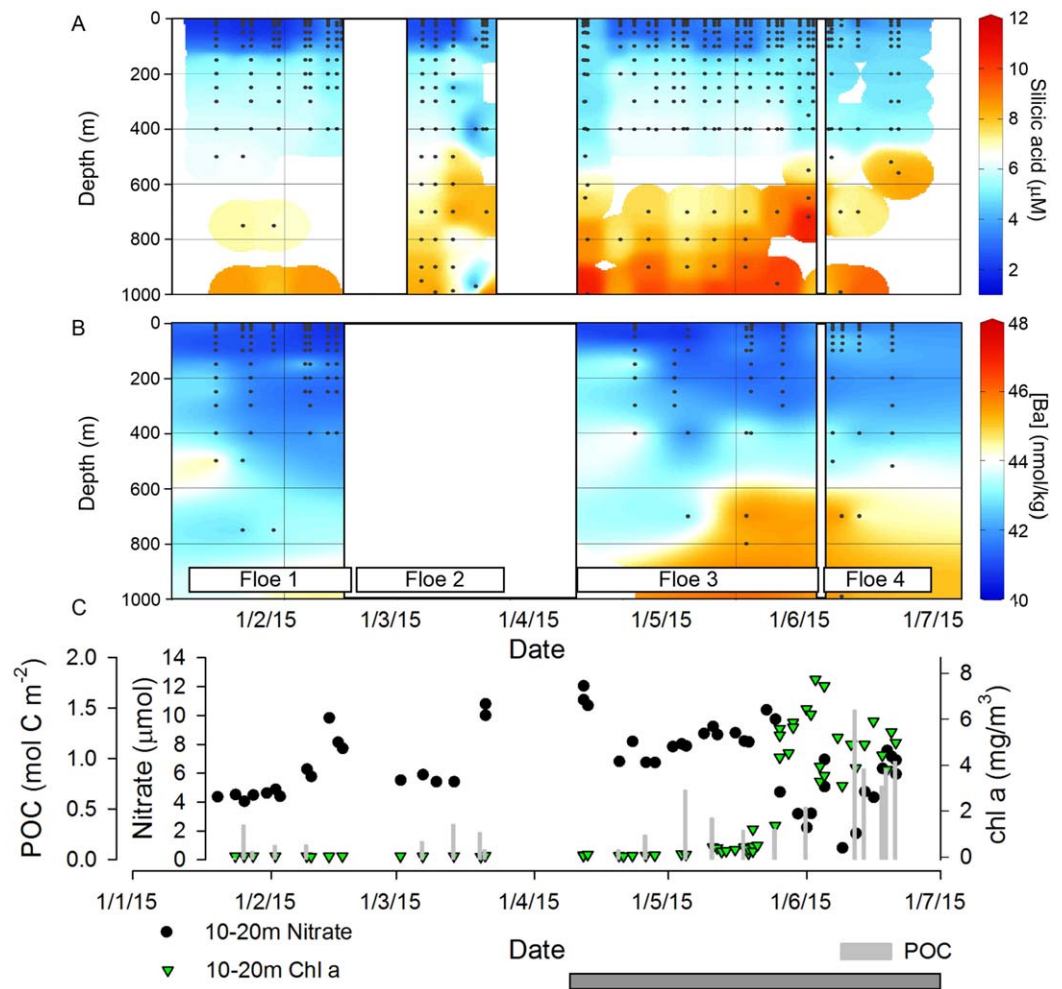 A
0
200
400
600
800
1000
Depth (m)
12
10
8
6
4
2
Silicic acid (μM)
B
0
200
400
600
800
1000
Depth (m)
Floe 1
Floe 2
Floe 3
Floe 4
48
46
44
42
40
[Ba] (nmol/kg)
1/2/15
1/3/15
1/4/15
1/5/15
1/6/15
1/7/15
Date
C
2.0
1.5
1.0
0.5
0.0
POC (mol C m⁻²)
14
12
10
8
6
4
2
0
Nitrate (μmol)
8
6
4
2
0
chl a (mg/m³)
1/1/15
1/2/15
1/3/15
1/4/15
1/5/15
1/6/15
1/7/15
10-20m Nitrate
Date
POC
10-20m Chl a